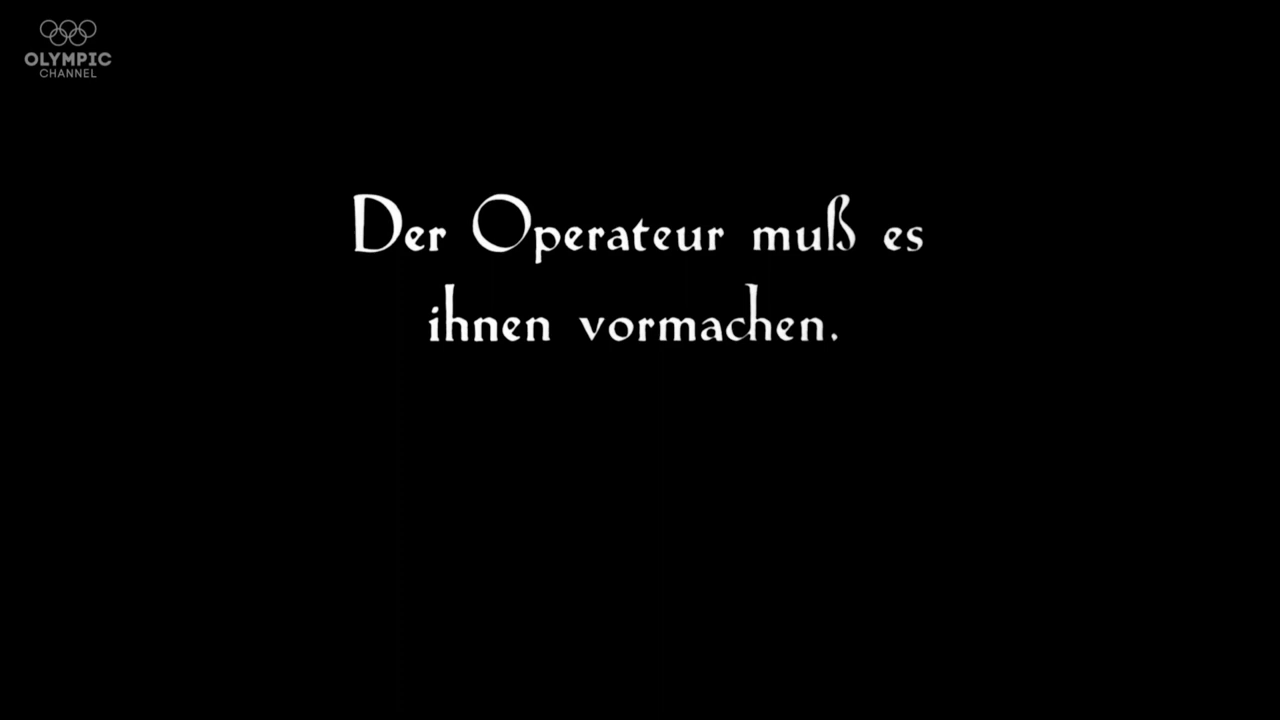 OLYMPIC
CHANNEL
Der Operateur muß es
ihnen vormachen.